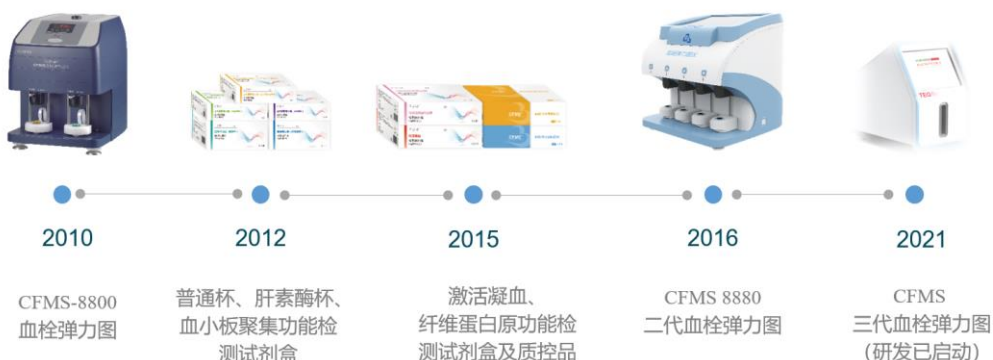 2010
2012
2015
2016
2021
CFMS-8800
血栓弹力图
普通杯、肝素酶杯、
血小板聚集功能检
测试剂盒
激活凝血、
纤维蛋白原功能检
测试剂盒及质控品
CFMS 8880
二代血栓弹力图
CFMS
三代血栓弹力图
(研发已启动)